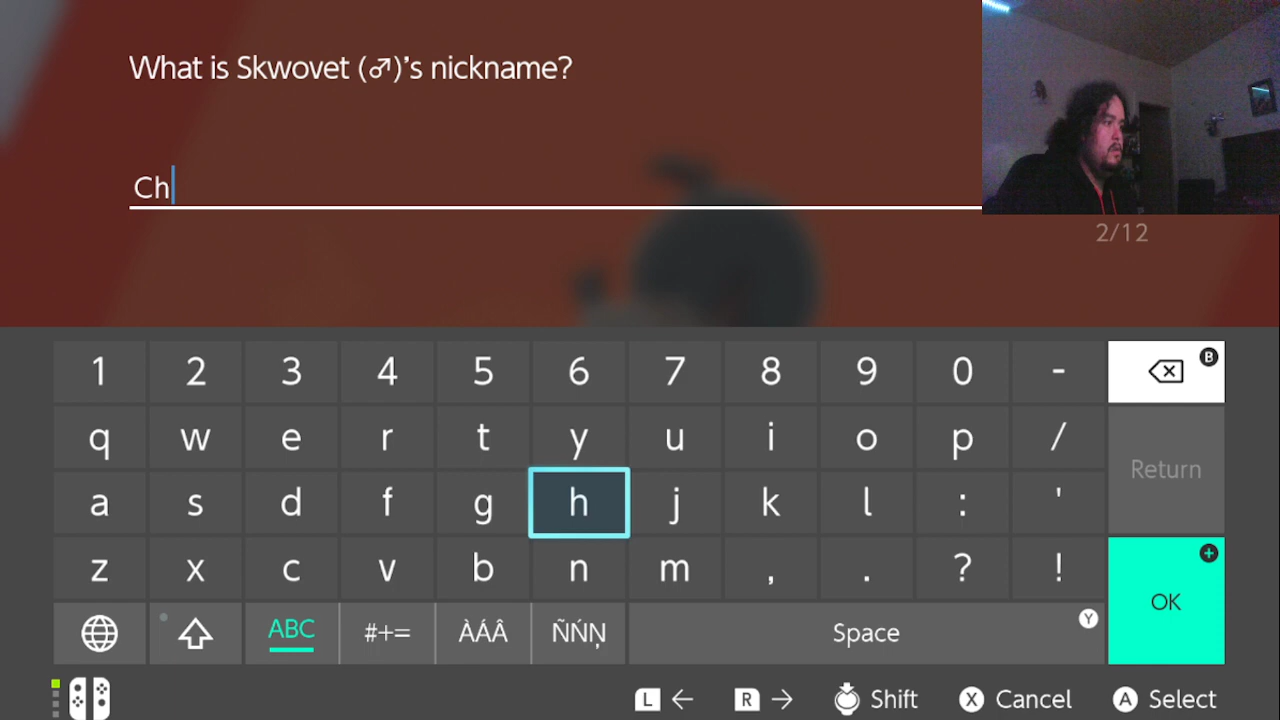 What is Skwovet (♂)'s nickname?
Ch
2/12
1 2 3 4 5 6 7 8 9 0 - B
q w e r t y u i o p /
Return
a s d f g h j k l : '
z x c v b n m , . ? ! +
OK
ABC #+= ÀÁÂ ÑŃŅ Space Y
L ← R → Shift X Cancel A Select